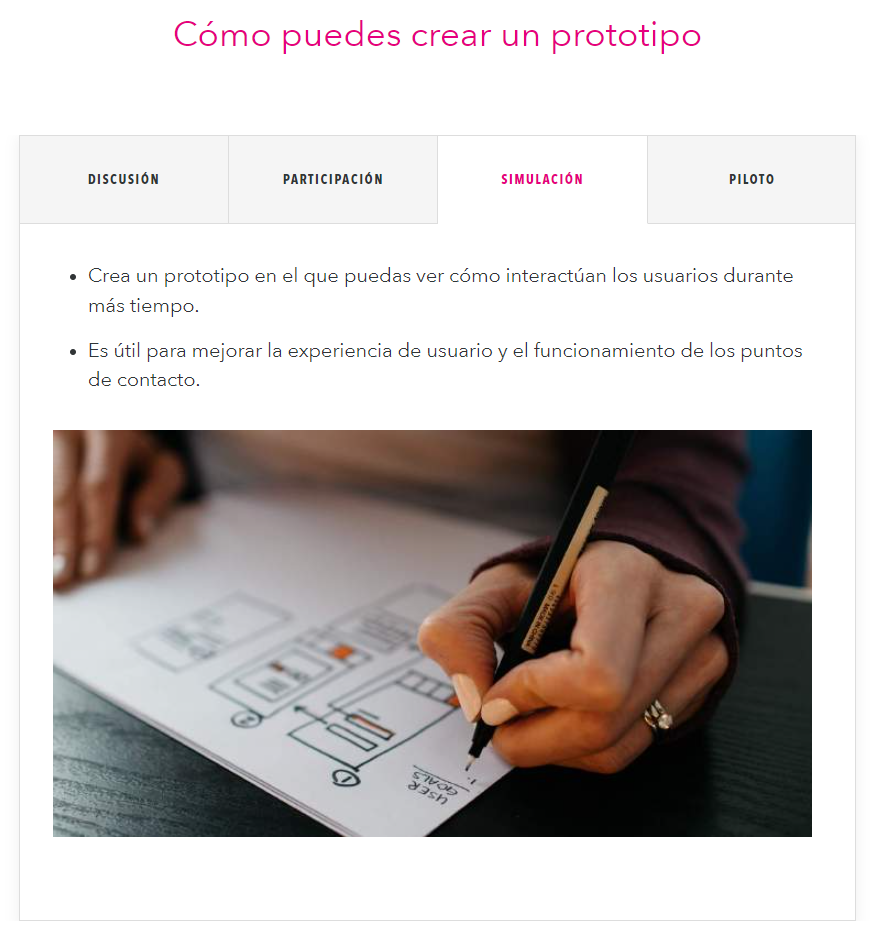 Cómo puedes crear un prototipo
DISCUSIÓN
PARTICIPACIÓN
SIMULACIÓN
PILOTO
• Crea un prototipo en el que puedas ver cómo interactúan los usuarios durante
más tiempo.
• Es útil para mejorar la experiencia de usuario y el funcionamiento de los puntos
de contacto.
2
1
USER
GOALS
1.